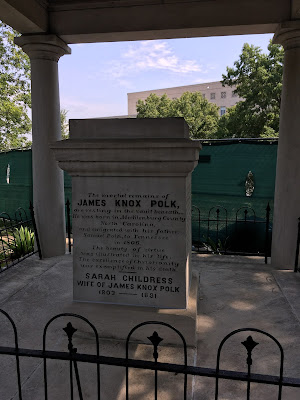 The mortal remains of
JAMES KNOX POLK,
are resting in the vault beneath.
He was born in Mecklenburg County
North Carolina,
and emigrated with his father
Samuel Polk, to Tennessee
in 1806.
The beauty of virtue
was illustrated in his life.
The excellence of Christianity
was exemplified in his death.
SARAH CHILDRESS
WIFE OF JAMES KNOX POLK
1803 — 1891